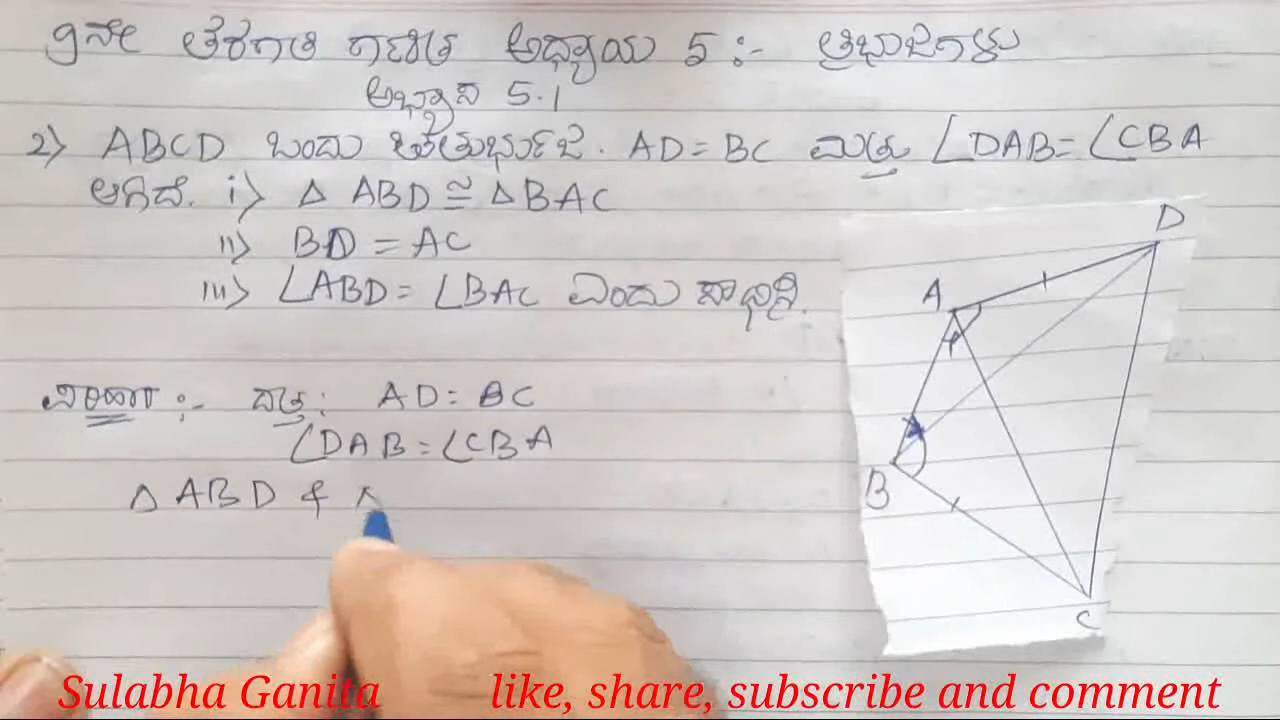 9ನೇ ತರಗತಿ ಗಣಿತ ಅಧ್ಯಾಯ 5 :- ತ್ರಿಭುಜಗಳು
ಅಭ್ಯಾಸ 5.1
2) ABCD ಒಂದು ಚತುರ್ಭುಜ. AD = BC ಮತ್ತು ∠DAB = ∠CBA
ಆಗಿದೆ. i) △ ABD ≅ △ BAC
ii) BD = AC
iii) ∠ABD = ∠BAC ಎಂದು ಸಾಧಿಸಿ.
:- ದತ್ತ: AD = BC
∠DAB = ∠CBA
△ ABD & △
D
A
B
C
Sulabha Ganita like, share, subscribe and comment